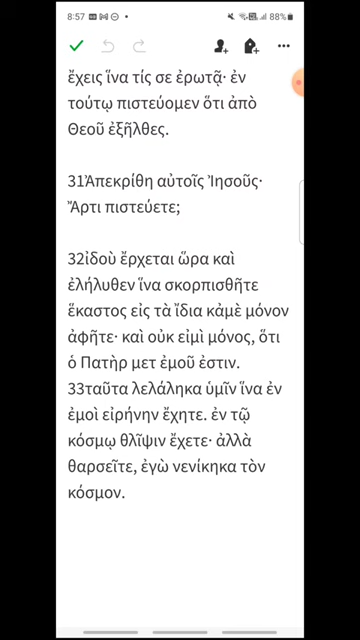 8:57
88%
ἔχεις ἵνα τίς σε ἐρωτᾷ· ἐν
τούτῳ πιστεύομεν ὅτι ἀπὸ
Θεοῦ ἐξῆλθες.
31Ἀπεκρίθη αὐτοῖς Ἰησοῦς·
Ἄρτι πιστεύετε;
32ἰδοὺ ἔρχεται ὥρα καὶ
ἐλήλυθεν ἵνα σκορπισθῆτε
ἕκαστος εἰς τὰ ἴδια κἀμὲ μόνον
ἀφῆτε· καὶ οὐκ εἰμὶ μόνος, ὅτι
ὁ Πατὴρ μετ ἐμοῦ ἐστιν.
33ταῦτα λελάληκα ὑμῖν ἵνα ἐν
ἐμοὶ εἰρήνην ἔχητε. ἐν τῷ
κόσμῳ θλῖψιν ἔχετε· ἀλλὰ
θαρσεῖτε, ἐγὼ νενίκηκα τὸν
κόσμον.